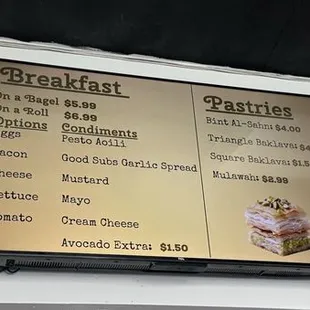 Breakfast
On a Bagel $5.99
On a Roll $6.99
Options
Eggs
Bacon
Cheese
Lettuce
Tomato
Condiments
Pesto Aoili
Good Subs Garlic Spread
Mustard
Mayo
Cream Cheese
Avocado Extra: $1.50
Pastries
Bint Al-Sahn: $4.00
Triangle Baklava:
Square Baklava:
Mulawah: $2.99